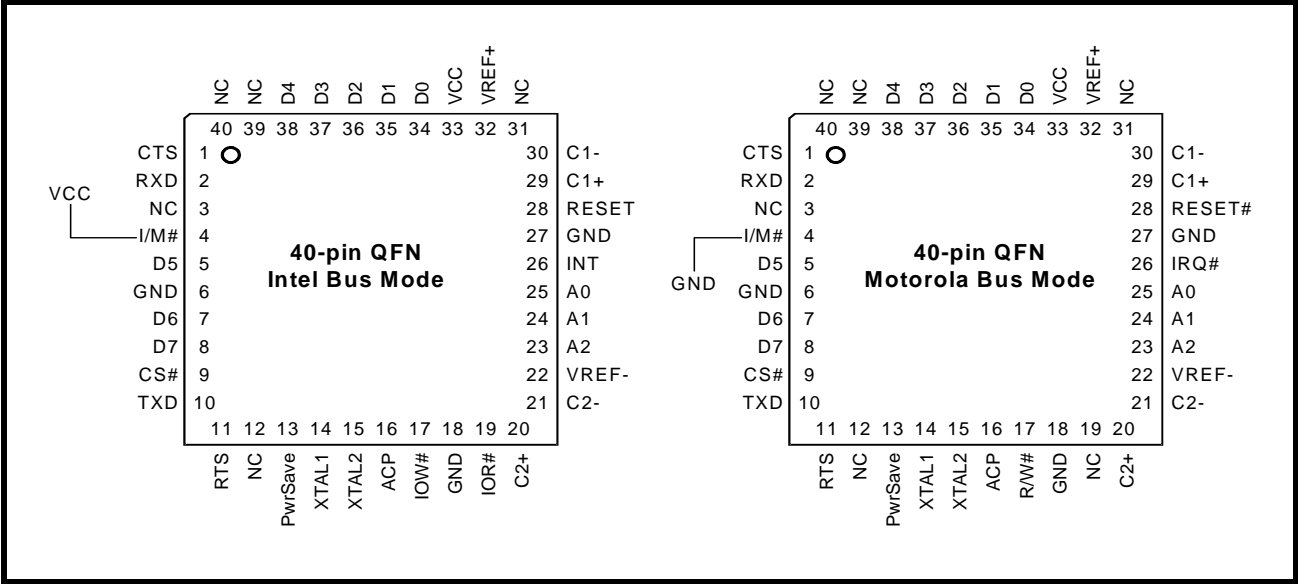 NC NC D4 D3 D2 D1 D0 VCC VREF+ NC
40 39 38 37 36 35 34 33 32 31
CTS 1 30 C1-
RXD 2 29 C1+
NC 3 28 RESET
VCC
I/M# 4 27 GND
D5 5 26 INT
GND 6 25 A0
D6 7 24 A1
D7 8 23 A2
CS# 9 22 VREF-
TXD 10 21 C2-
40-pin QFN
Intel Bus Mode
11 12 13 14 15 16 17 18 19 20
RTS NC PwrSave XTAL1 XTAL2 ACP IOW# GND IOR# C2+
NC NC D4 D3 D2 D1 D0 VCC VREF+ NC
40 39 38 37 36 35 34 33 32 31
CTS 1 30 C1-
RXD 2 29 C1+
NC 3 28 RESET#
I/M# 4 27 GND
GND
D5 5 26 IRQ#
GND 6 25 A0
D6 7 24 A1
D7 8 23 A2
CS# 9 22 VREF-
TXD 10 21 C2-
40-pin QFN
Motorola Bus Mode
11 12 13 14 15 16 17 18 19 20
RTS NC PwrSave XTAL1 XTAL2 ACP R/W# GND NC C2+